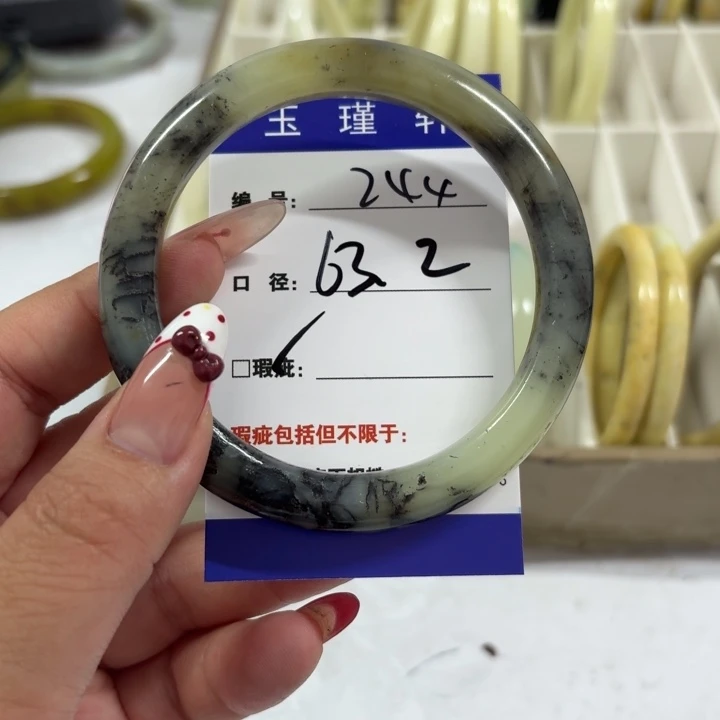 玉 瑾 轩
编 号: 244
口 径: 63.2
□瑕疵:
瑕疵包括但不限于: